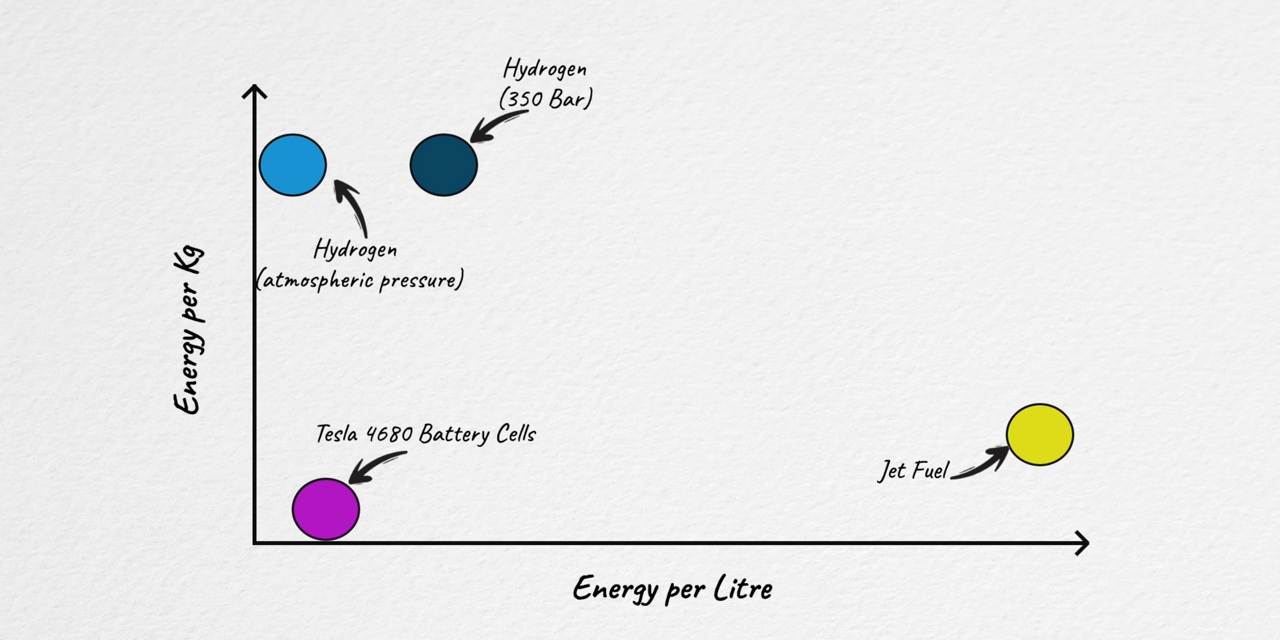 Hydrogen
(350 Bar)
Hydrogen
(atmospheric pressure)
Energy per Kg
Tesla 4680 Battery Cells
Jet Fuel
Energy per Litre